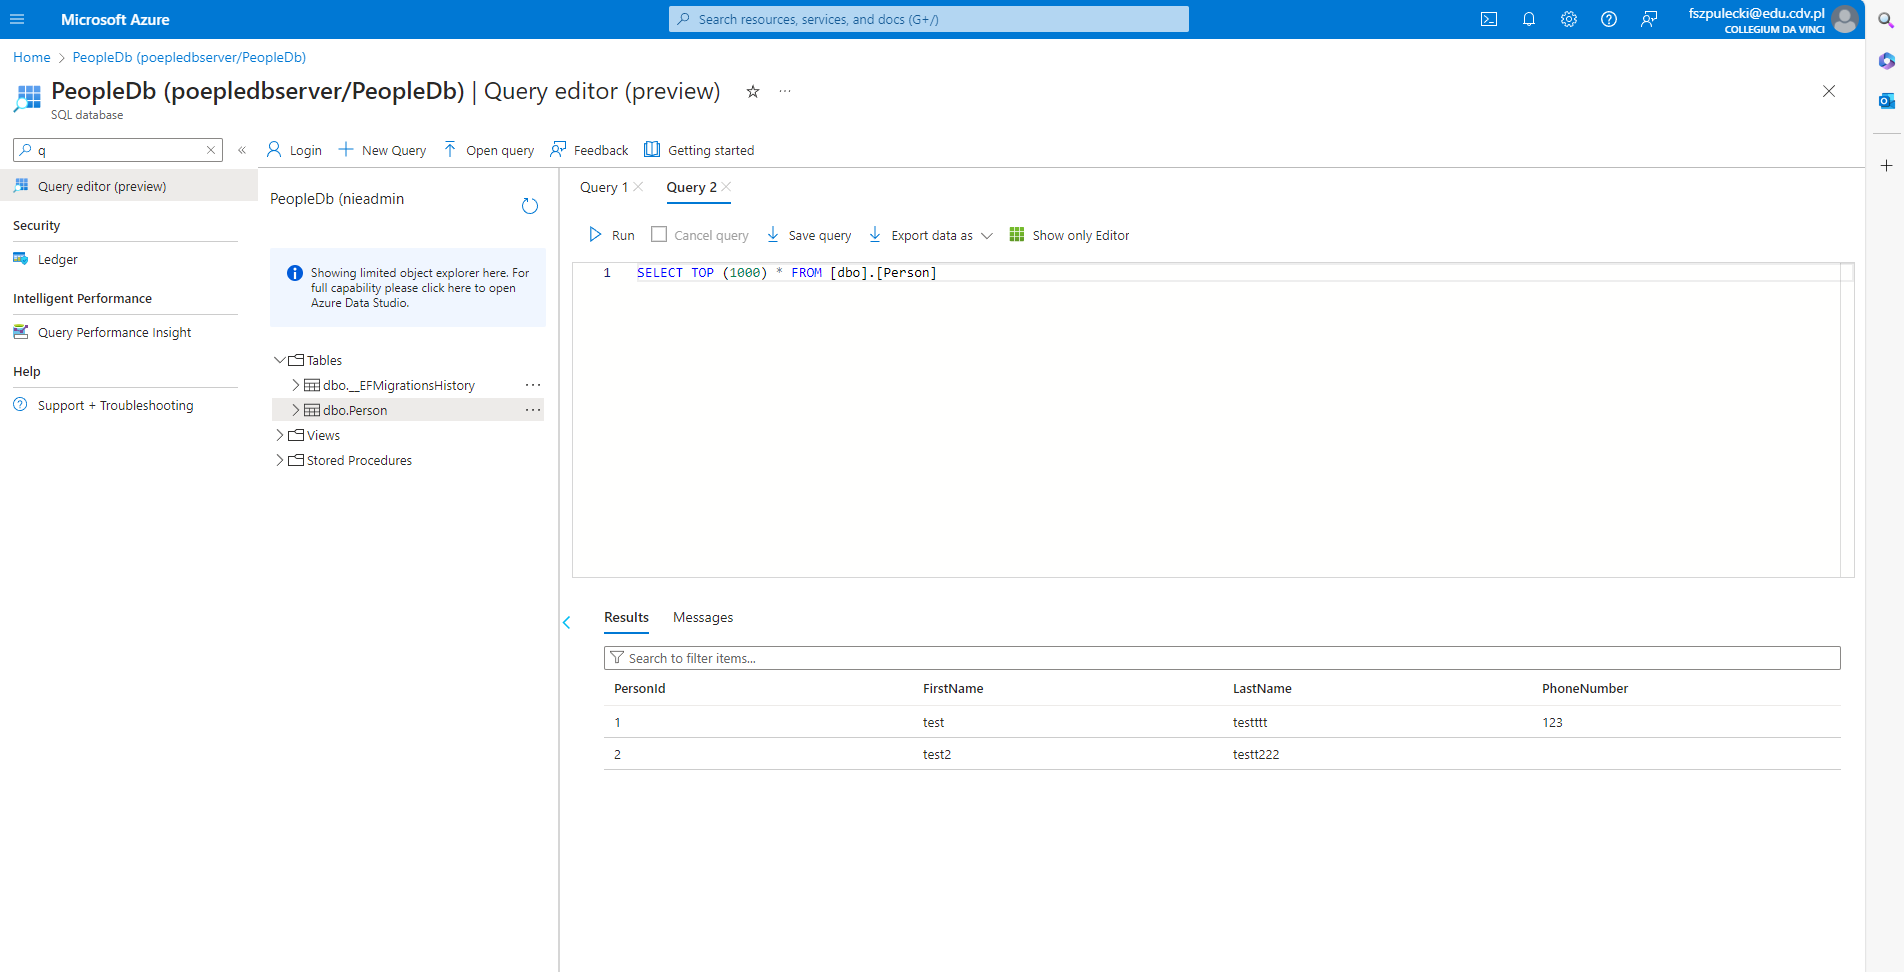 Microsoft Azure
Search resources, services, and docs (G+/)
fszpulecki@edu.cdv.pl
COLLEGIUM DA VINCI
Home > PeopleDb (poepledbserver/PeopleDb)
PeopleDb (poepledbserver/PeopleDb) | Query editor (preview)
SQL database
q
Login
New Query
Open query
Feedback
Getting started
Query editor (preview)
Security
Ledger
Intelligent Performance
Query Performance Insight
Help
Support + Troubleshooting
PeopleDb (nieadmin
Showing limited object explorer here. For
full capability please click here to open
Azure Data Studio.
Tables
dbo.__EFMigrationsHistory
dbo.Person
Views
Stored Procedures
Query 1
Query 2
Run
Cancel query
Save query
Export data as
Show only Editor
1 SELECT TOP (1000) * FROM [dbo].[Person]
Results
Messages
Search to filter items...
PersonId FirstName LastName PhoneNumber
1 test testttt 123
2 test2 testt222